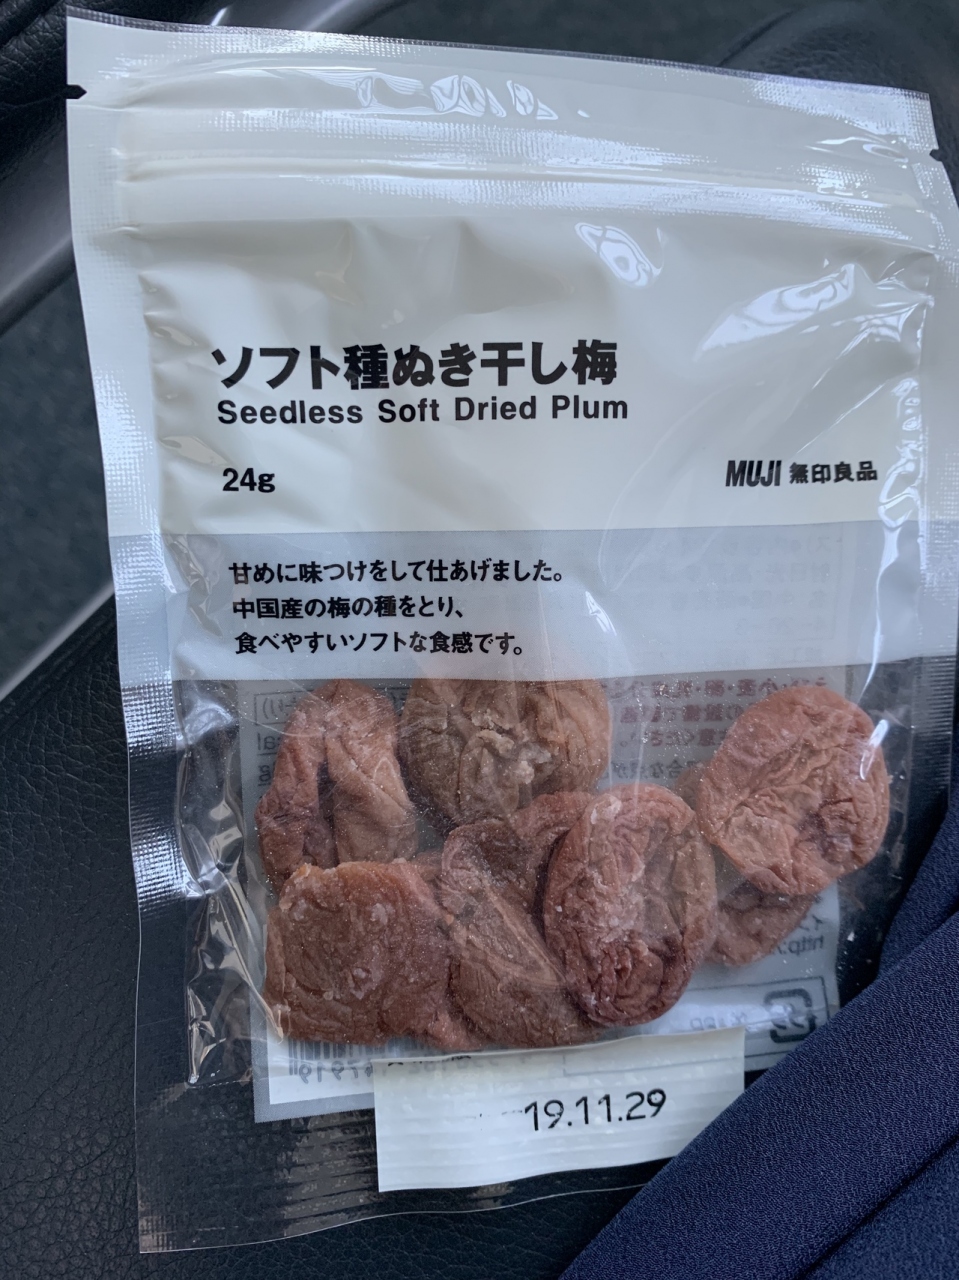 ソフト種ぬき干し梅
Seedless Soft Dried Plum
24g
MUJI 無印良品
甘めに味つけをして仕あげました。
中国産の梅の種をとり、
食べやすいソフトな食感です。
19.11.29